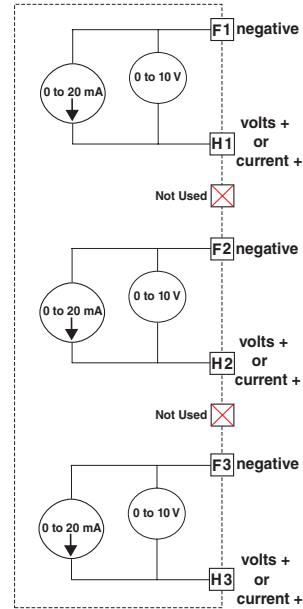 F1 negative
0 to 20 mA
0 to 10 V
H1
volts +
or
current +
Not Used
F2 negative
0 to 20 mA
0 to 10 V
H2
volts +
or
current +
Not Used
F3 negative
0 to 20 mA
0 to 10 V
H3
volts +
or
current +